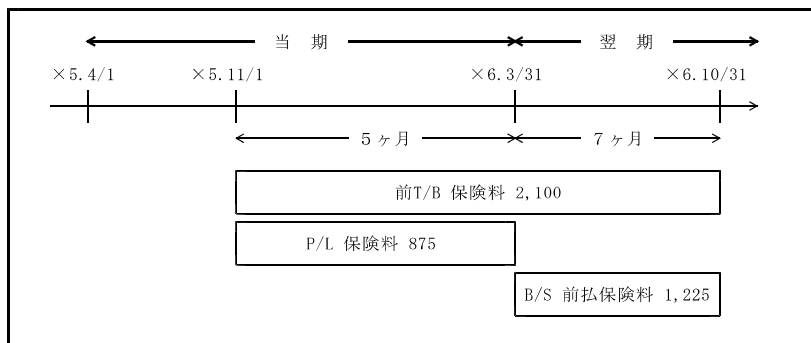 当 期 翌 期
×5.4/1 ×5.11/1 ×6.3/31 ×6.10/31
5ヶ月 7ヶ月
前T/B 保険料 2,100
P/L 保険料 875
B/S 前払保険料 1,225